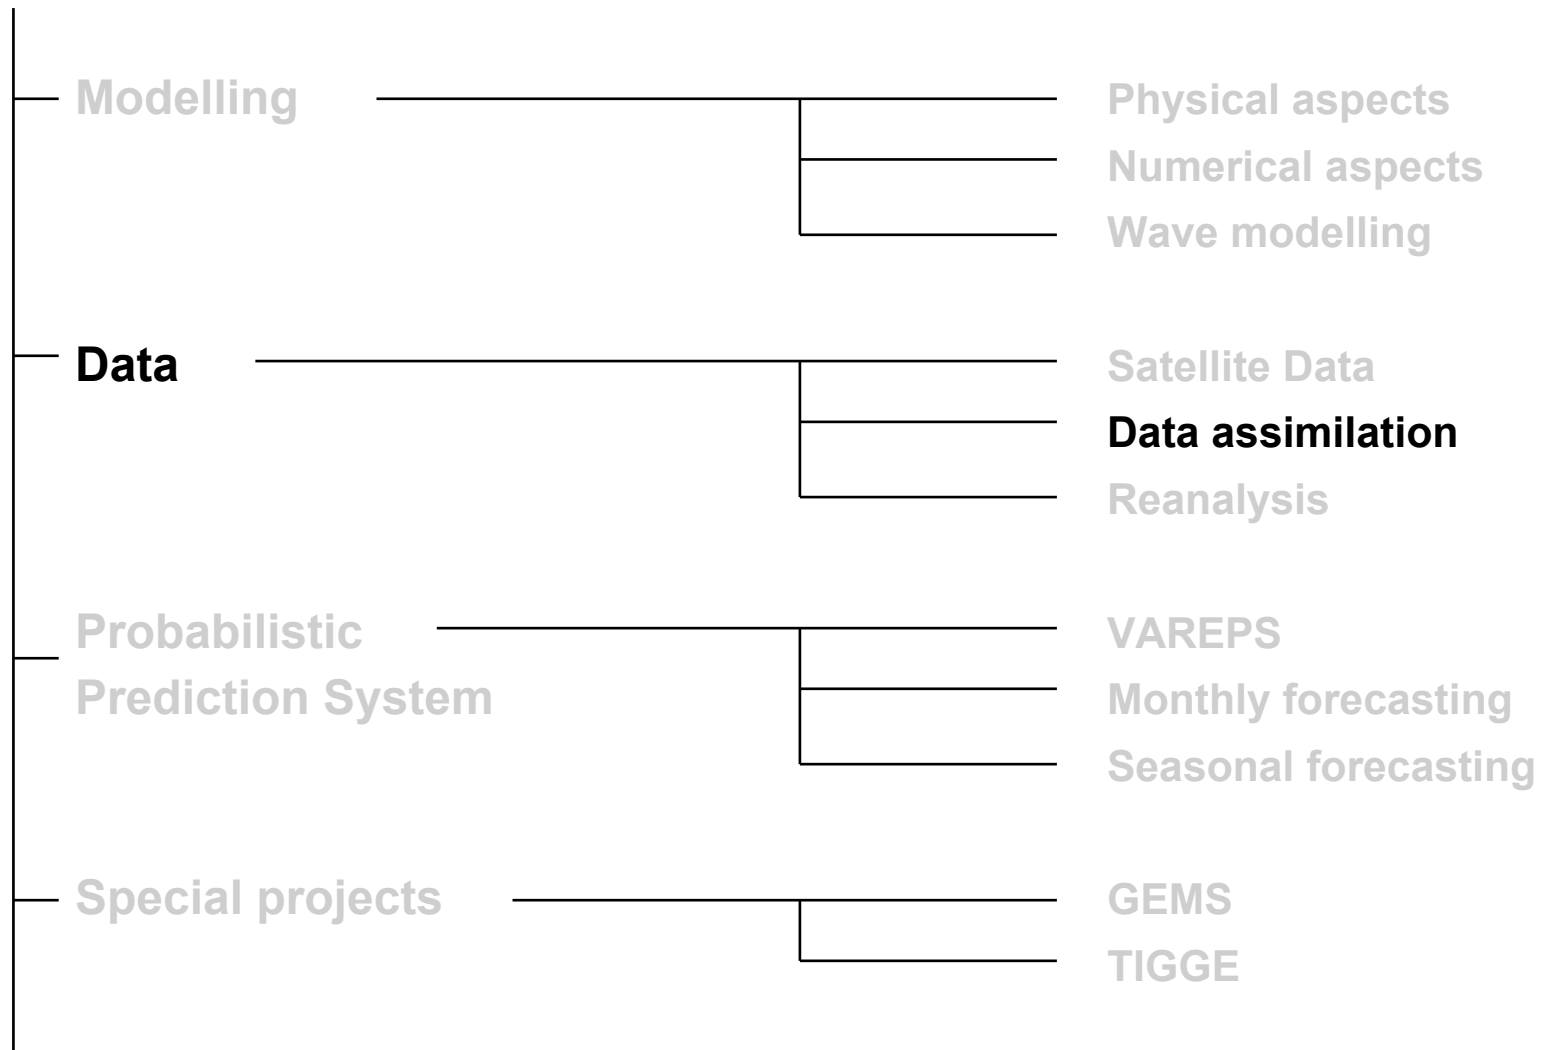 Modelling
Physical aspects
Numerical aspects
Wave modelling
Data
Satellite Data
Data assimilation
Reanalysis
Probabilistic
Prediction System
VAREPS
Monthly forecasting
Seasonal forecasting
Special projects
GEMS
TIGGE